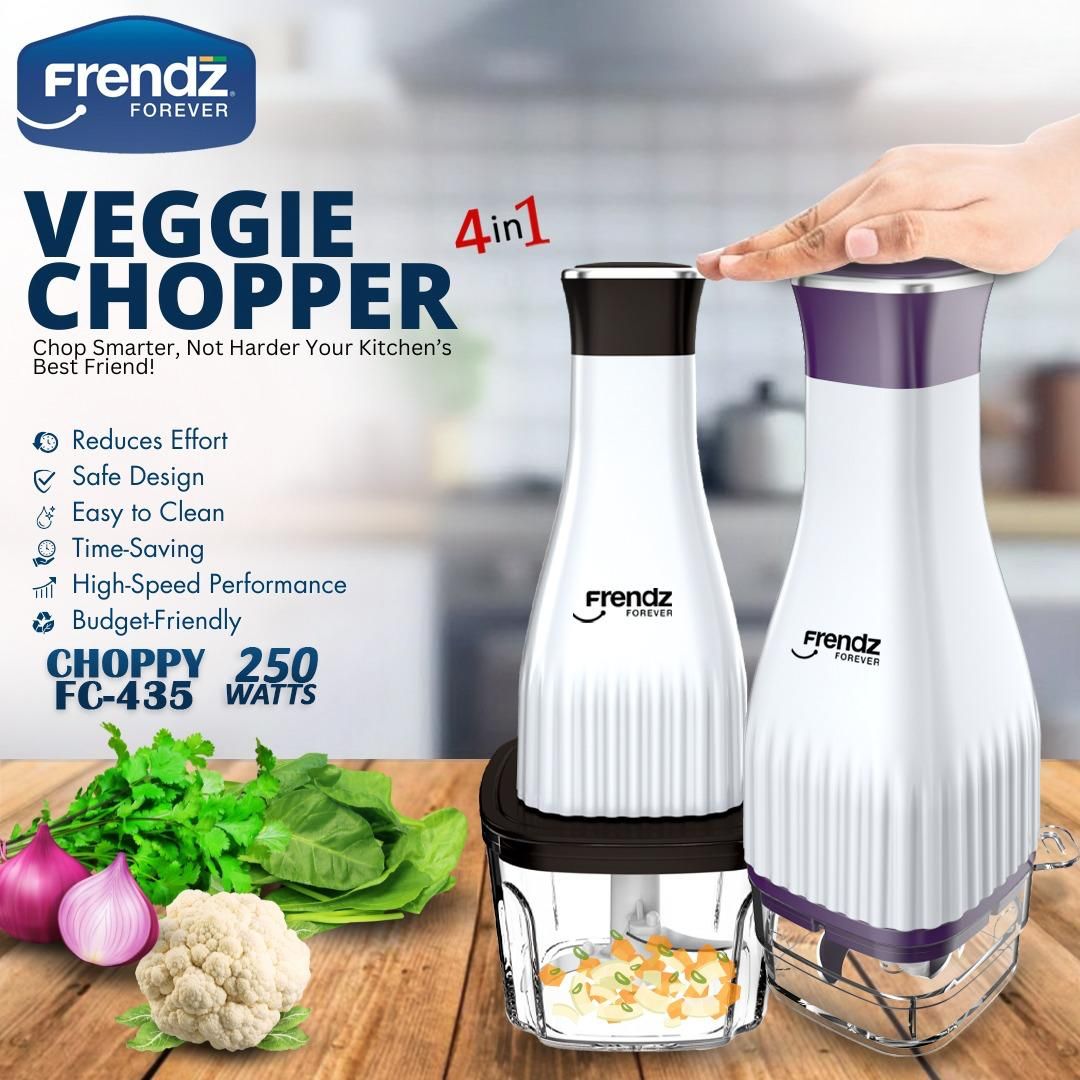 Frendz
FOREVER
VEGGIE
CHOPPER
4in1
Chop Smarter, Not Harder Your Kitchen's
Best Friend!
Reduces Effort
Safe Design
Easy to Clean
Time-Saving
High-Speed Performance
Budget-Friendly
CHOPPY
FC-435
250
WATTS
Frendz
FOREVER
Frendz
FOREVER